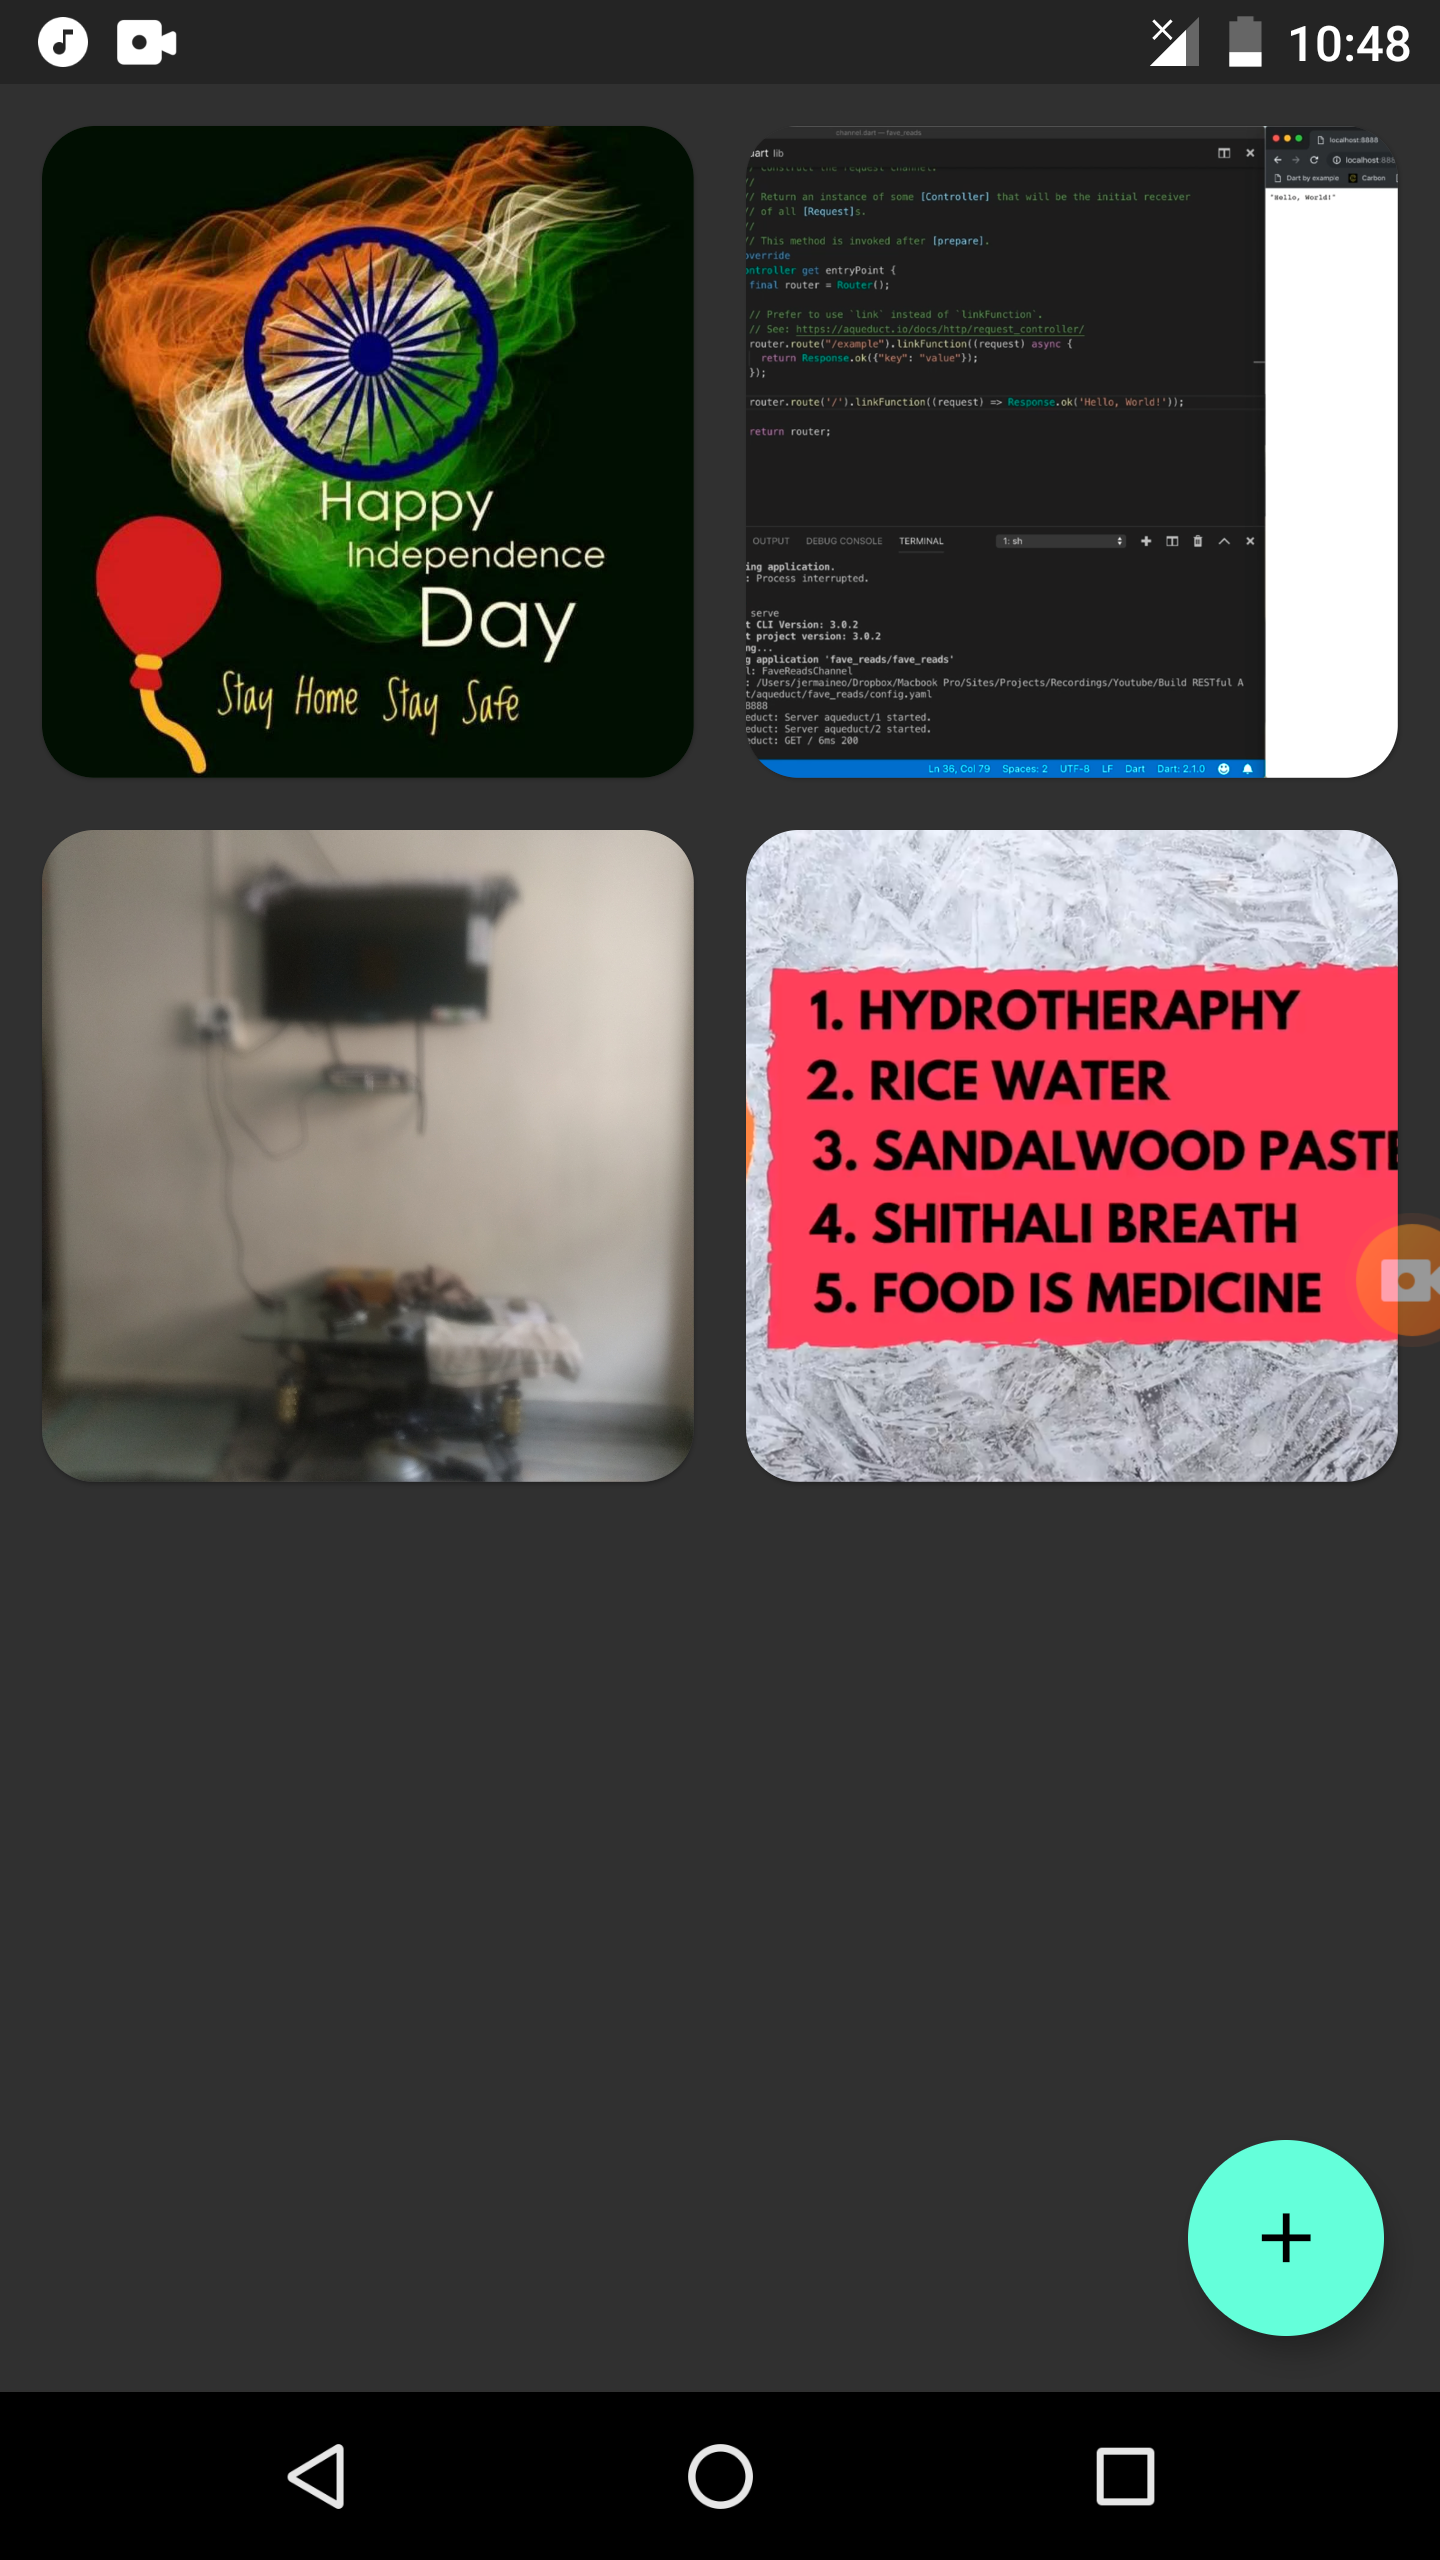 10:48
Happy
Independence
Day
Stay Home Stay Safe
channel.dart — fave_reads
lib
// Return an instance of some [Controller] that will be the initial receiver
// of all [Request]s.
//
// This method is invoked after [prepare].
override
get entryPoint {
final router = Router();
// Prefer to use `link` instead of `linkFunction`.
// See: https://aqueduct.io/docs/http/request_controller/
router.route("/example").linkFunction((request) async {
return Response.ok({"key": "value"});
});
router.route('/').linkFunction((request) => Response.ok('Hello, World!'));
return router;
OUTPUT DEBUG CONSOLE TERMINAL 1: sh
ing application.
: Process interrupted.
serve
t CLI Version: 3.0.2
t project version: 3.0.2
ng...
g application 'fave_reads/fave_reads'
l: FaveReadsChannel
: /Users/jermaineo/Dropbox/Macbook Pro/Sites/Projects/Recordings/Youtube/Build RESTful A
t/aqueduct/fave_reads/config.yaml
8888
educt: Server aqueduct/1 started.
educt: Server aqueduct/2 started.
educt: GET / 6ms 200
Ln 36, Col 79 Spaces: 2 UTF-8 LF Dart Dart: 2.1.0
localhost:8888
localhost:888
Dart by example Carbon
"Hello, World!"
1. HYDROTHERAPHY
2. RICE WATER
3. SANDALWOOD PASTE
4. SHITHALI BREATH
5. FOOD IS MEDICINE